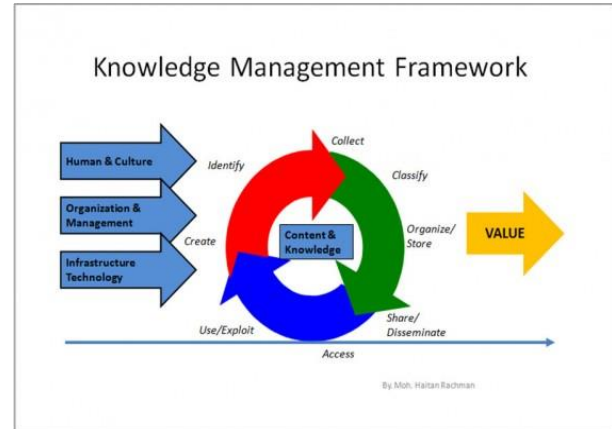 Knowledge Management Framework
Human & Culture
Organization &
Management
Infrastructure
Technology
Identify
Collect
Classify
Create
Content &
Knowledge
Organize/
Store
Use/Exploit
Share/
Disseminate
Access
VALUE
By. Moh. Haitan Rachman